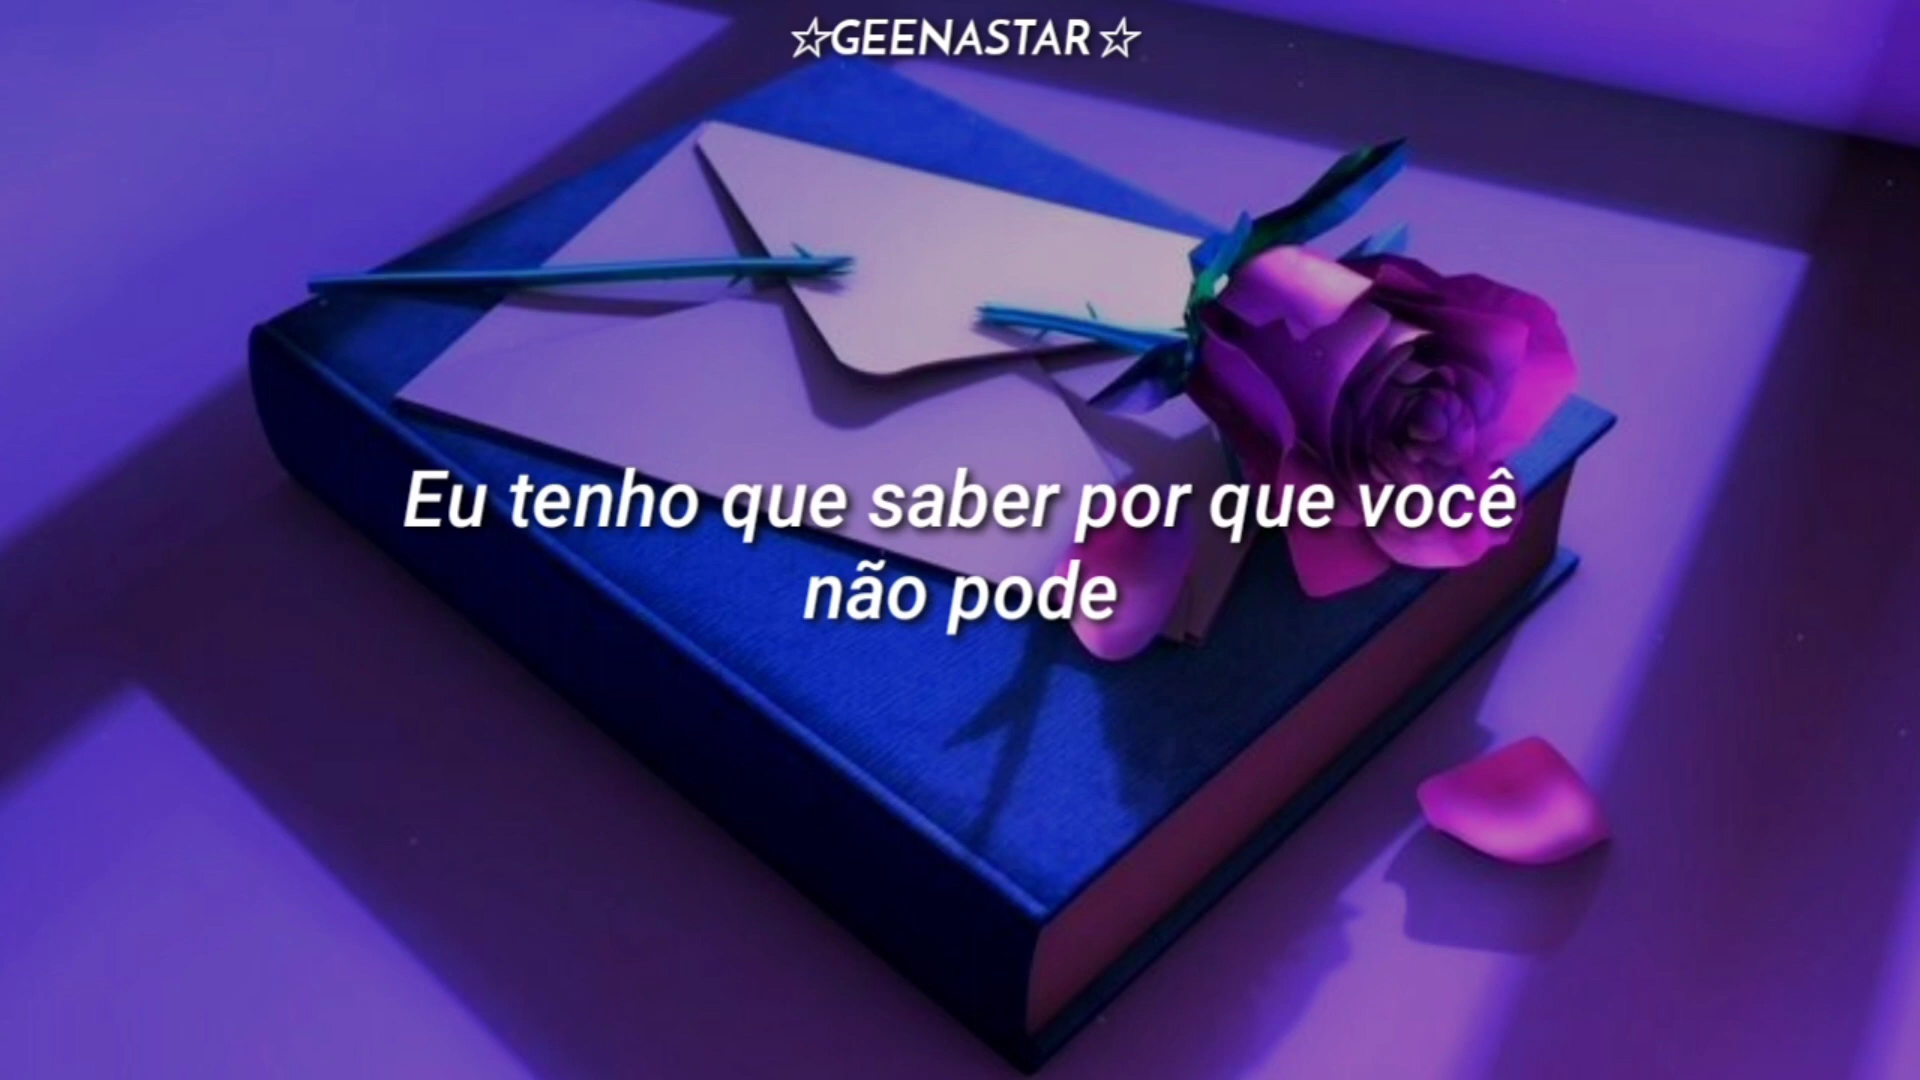 ☆GEENASTAR☆
Eu tenho que saber por que você
não pode